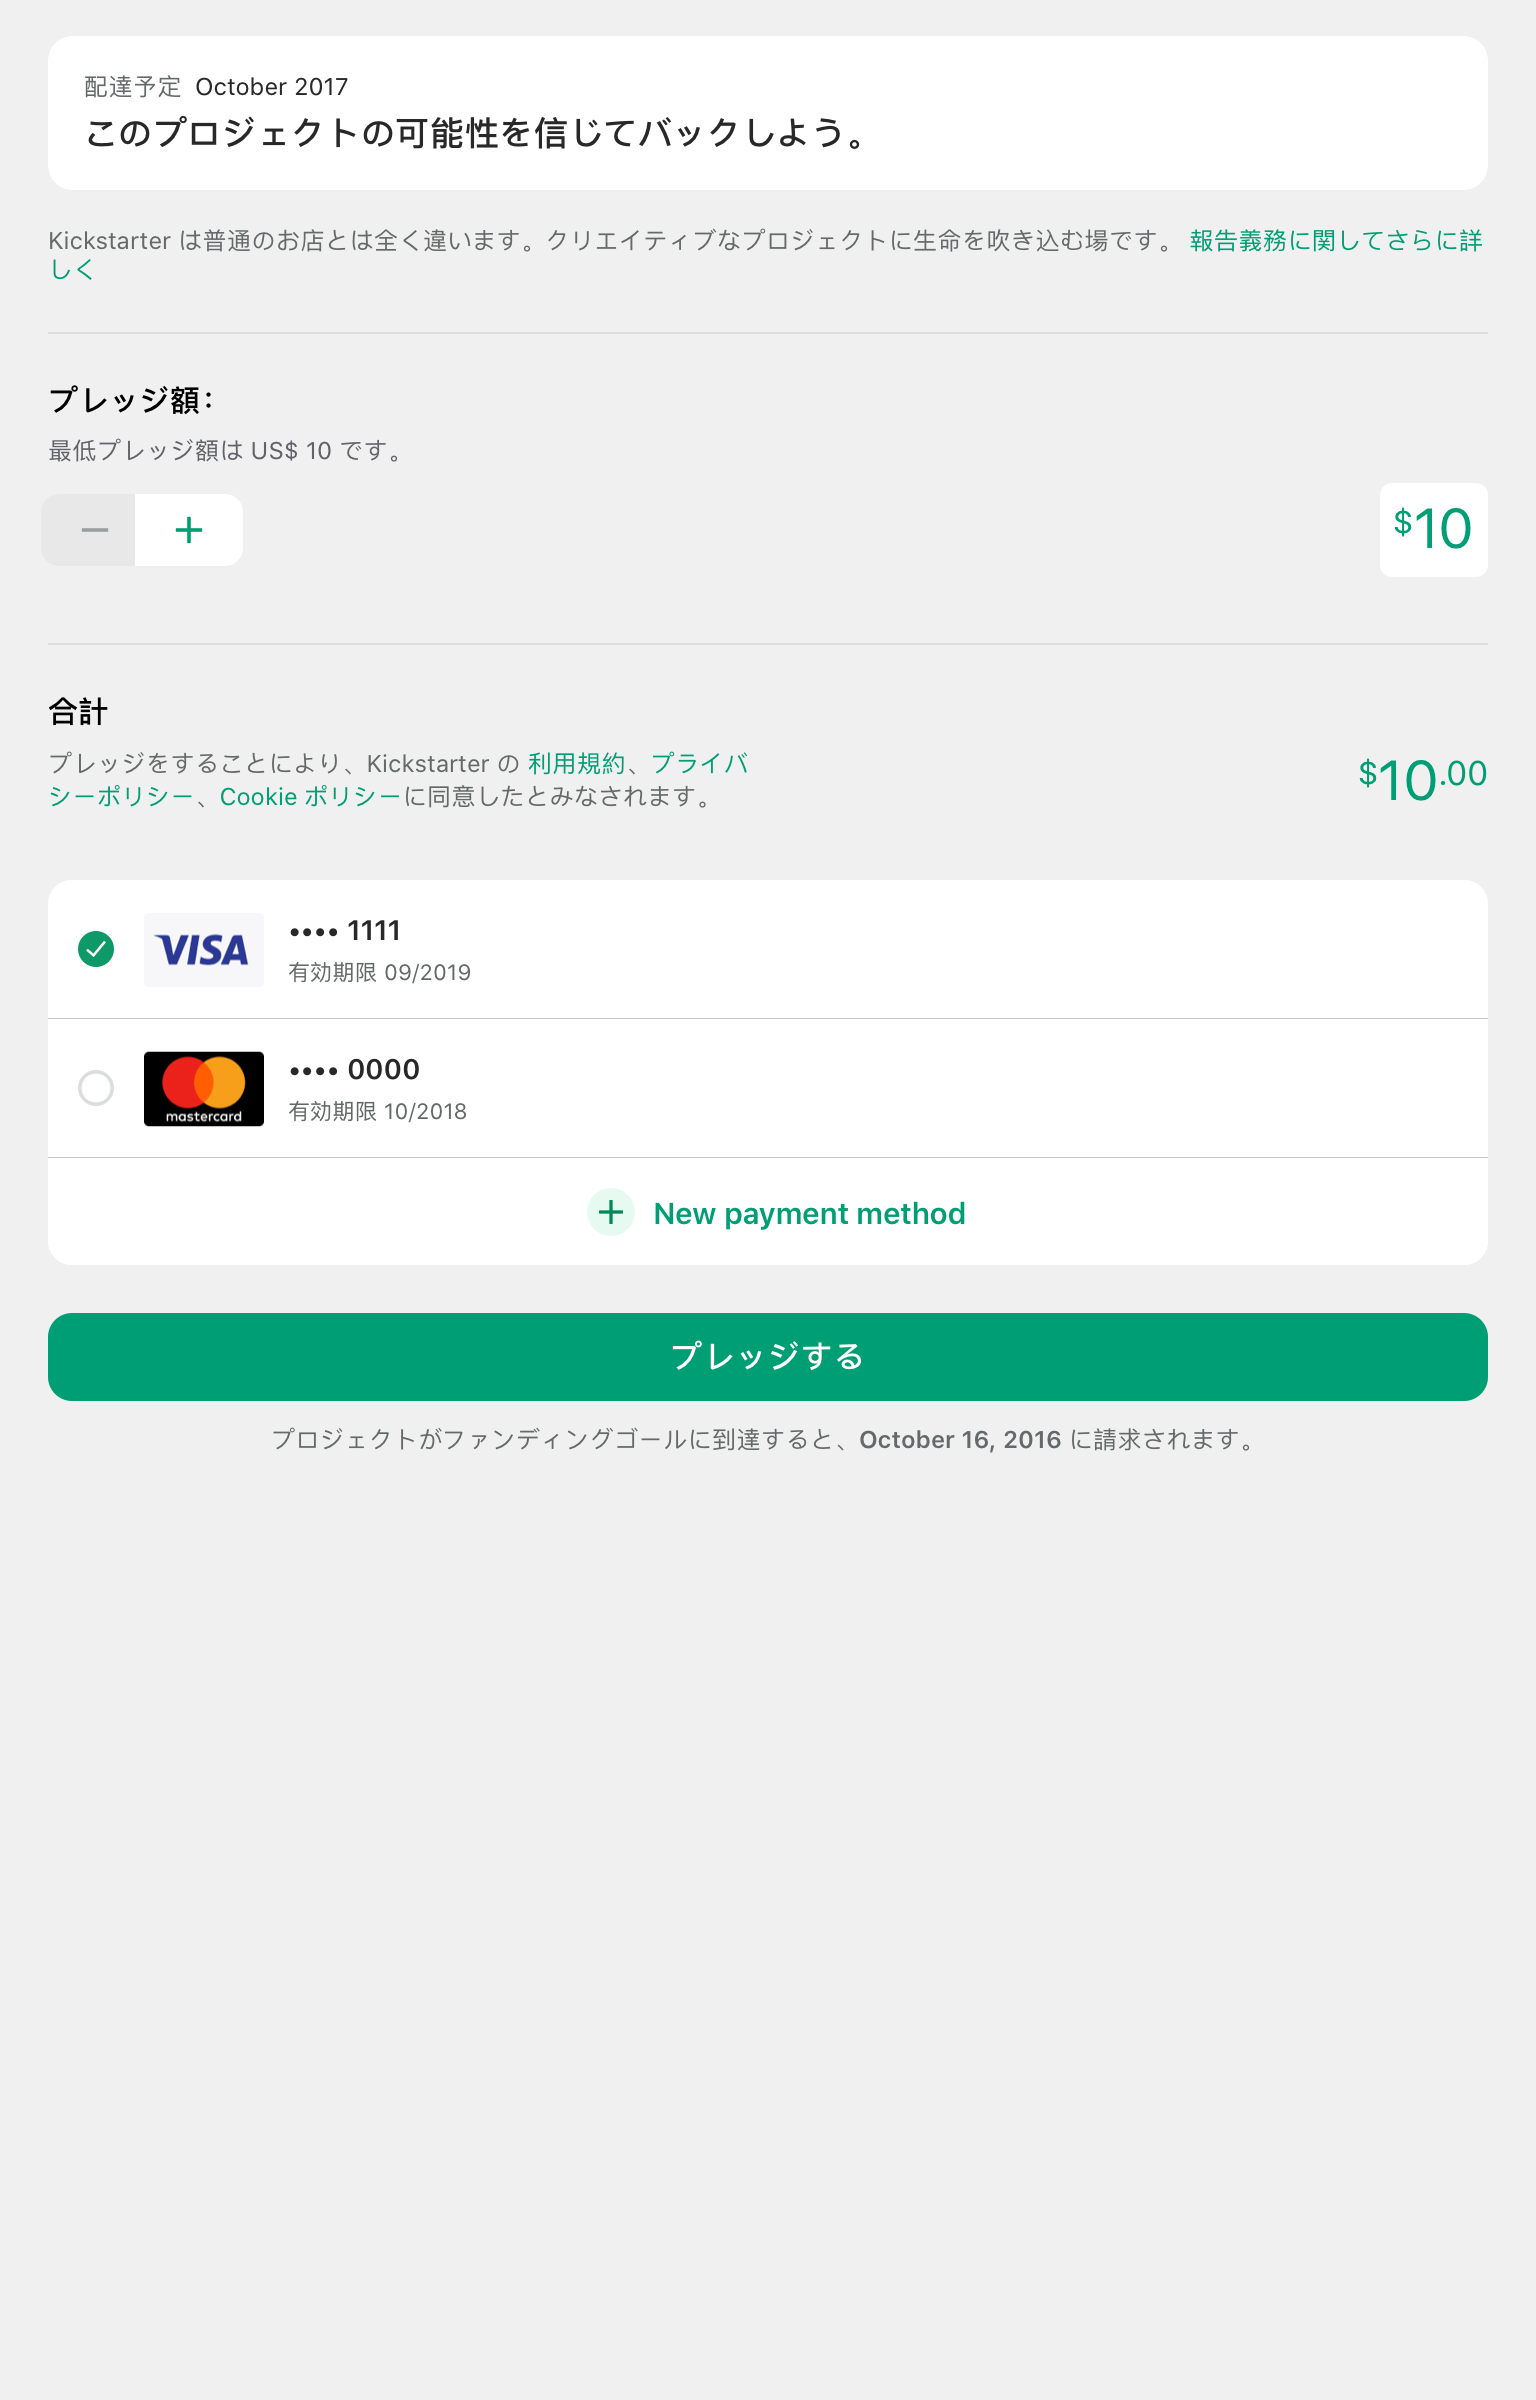 配達予定 October 2017
このプロジェクトの可能性を信じてバックしよう。
Kickstarter は普通のお店とは全く違います。クリエイティブなプロジェクトに生命を吹き込む場です。 報告義務に関してさらに詳
しく
プレッジ額：
最低プレッジ額は US$ 10 です。
$10
合計
プレッジをすることにより、Kickstarter の 利用規約、プライバ
シーポリシー、Cookie ポリシーに同意したとみなされます。
$10.00
VISA
•••• 1111
有効期限 09/2019
mastercard
•••• 0000
有効期限 10/2018
New payment method
プレッジする
プロジェクトがファンディングゴールに到達すると、October 16, 2016 に請求されます。